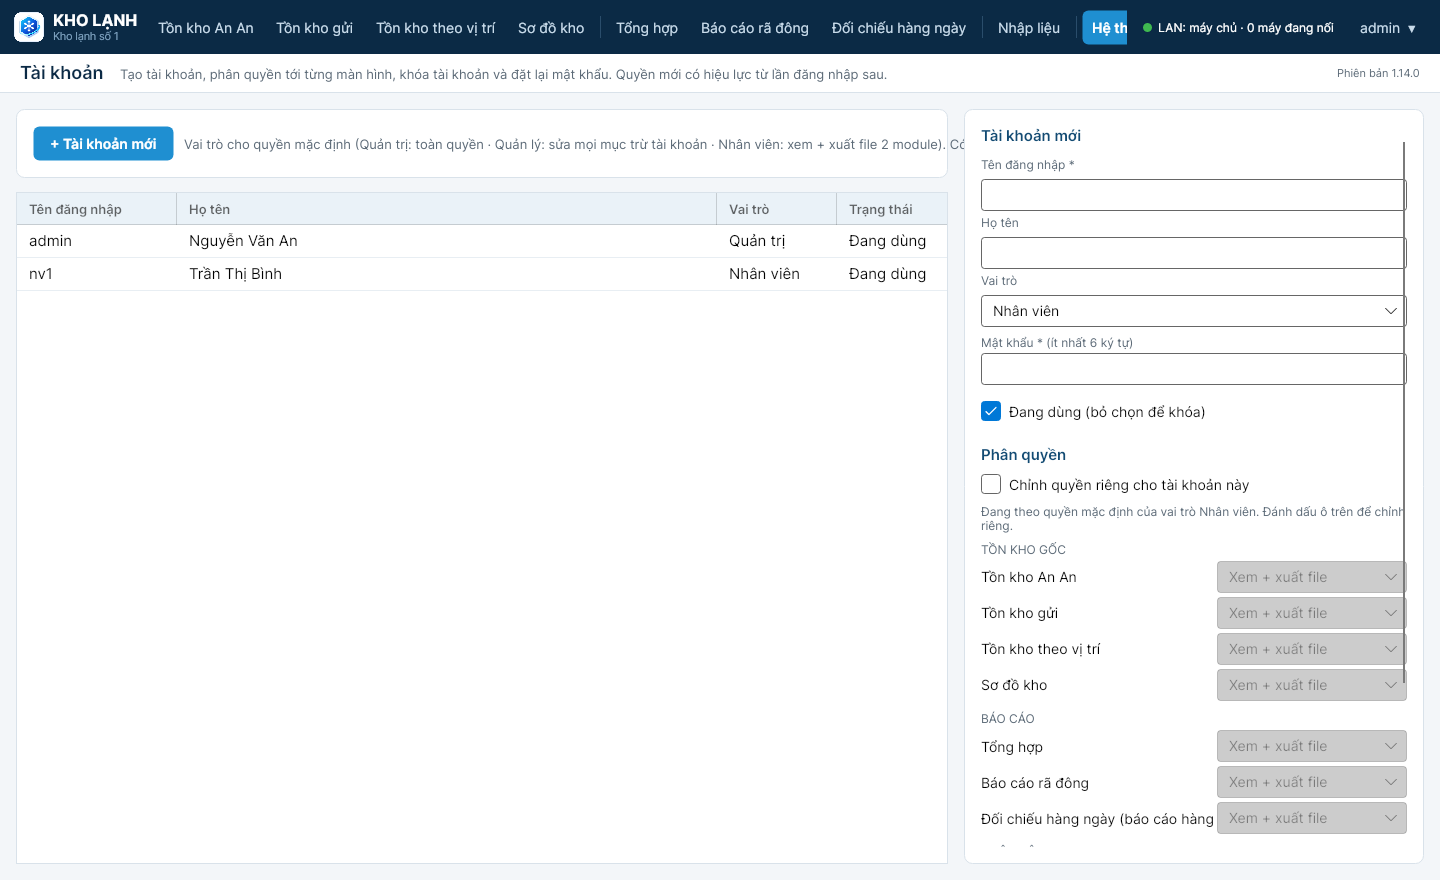 KHO LẠNH
Kho lạnh số 1
Tồn kho An An
Tồn kho gửi
Tồn kho theo vị trí
Sơ đồ kho
Tổng hợp
Báo cáo rã đông
Đối chiếu hàng ngày
Nhập liệu
Hệ th
LAN: máy chủ · 0 máy đang nối
admin ▾
Tài khoản
Tạo tài khoản, phân quyền tới từng màn hình, khóa tài khoản và đặt lại mật khẩu. Quyền mới có hiệu lực từ lần đăng nhập sau.
Phiên bản 1.14.0
+ Tài khoản mới
Vai trò cho quyền mặc định (Quản trị: toàn quyền · Quản lý: sửa mọi mục trừ tài khoản · Nhân viên: xem + xuất file 2 module). Có
Tên đăng nhập
Họ tên
Vai trò
Trạng thái
admin
Nguyễn Văn An
Quản trị
Đang dùng
nv1
Trần Thị Bình
Nhân viên
Đang dùng
Tài khoản mới
Tên đăng nhập *
Họ tên
Vai trò
Nhân viên
Mật khẩu * (ít nhất 6 ký tự)
Đang dùng (bỏ chọn để khóa)
Phân quyền
Chỉnh quyền riêng cho tài khoản này
Đang theo quyền mặc định của vai trò Nhân viên. Đánh dấu ô trên để chỉnh
riêng.
TỒN KHO GỐC
Tồn kho An An
Xem + xuất file
Tồn kho gửi
Xem + xuất file
Tồn kho theo vị trí
Xem + xuất file
Sơ đồ kho
Xem + xuất file
BÁO CÁO
Tổng hợp
Xem + xuất file
Báo cáo rã đông
Xem + xuất file
Đối chiếu hàng ngày (báo cáo hàng
Xem + xuất file